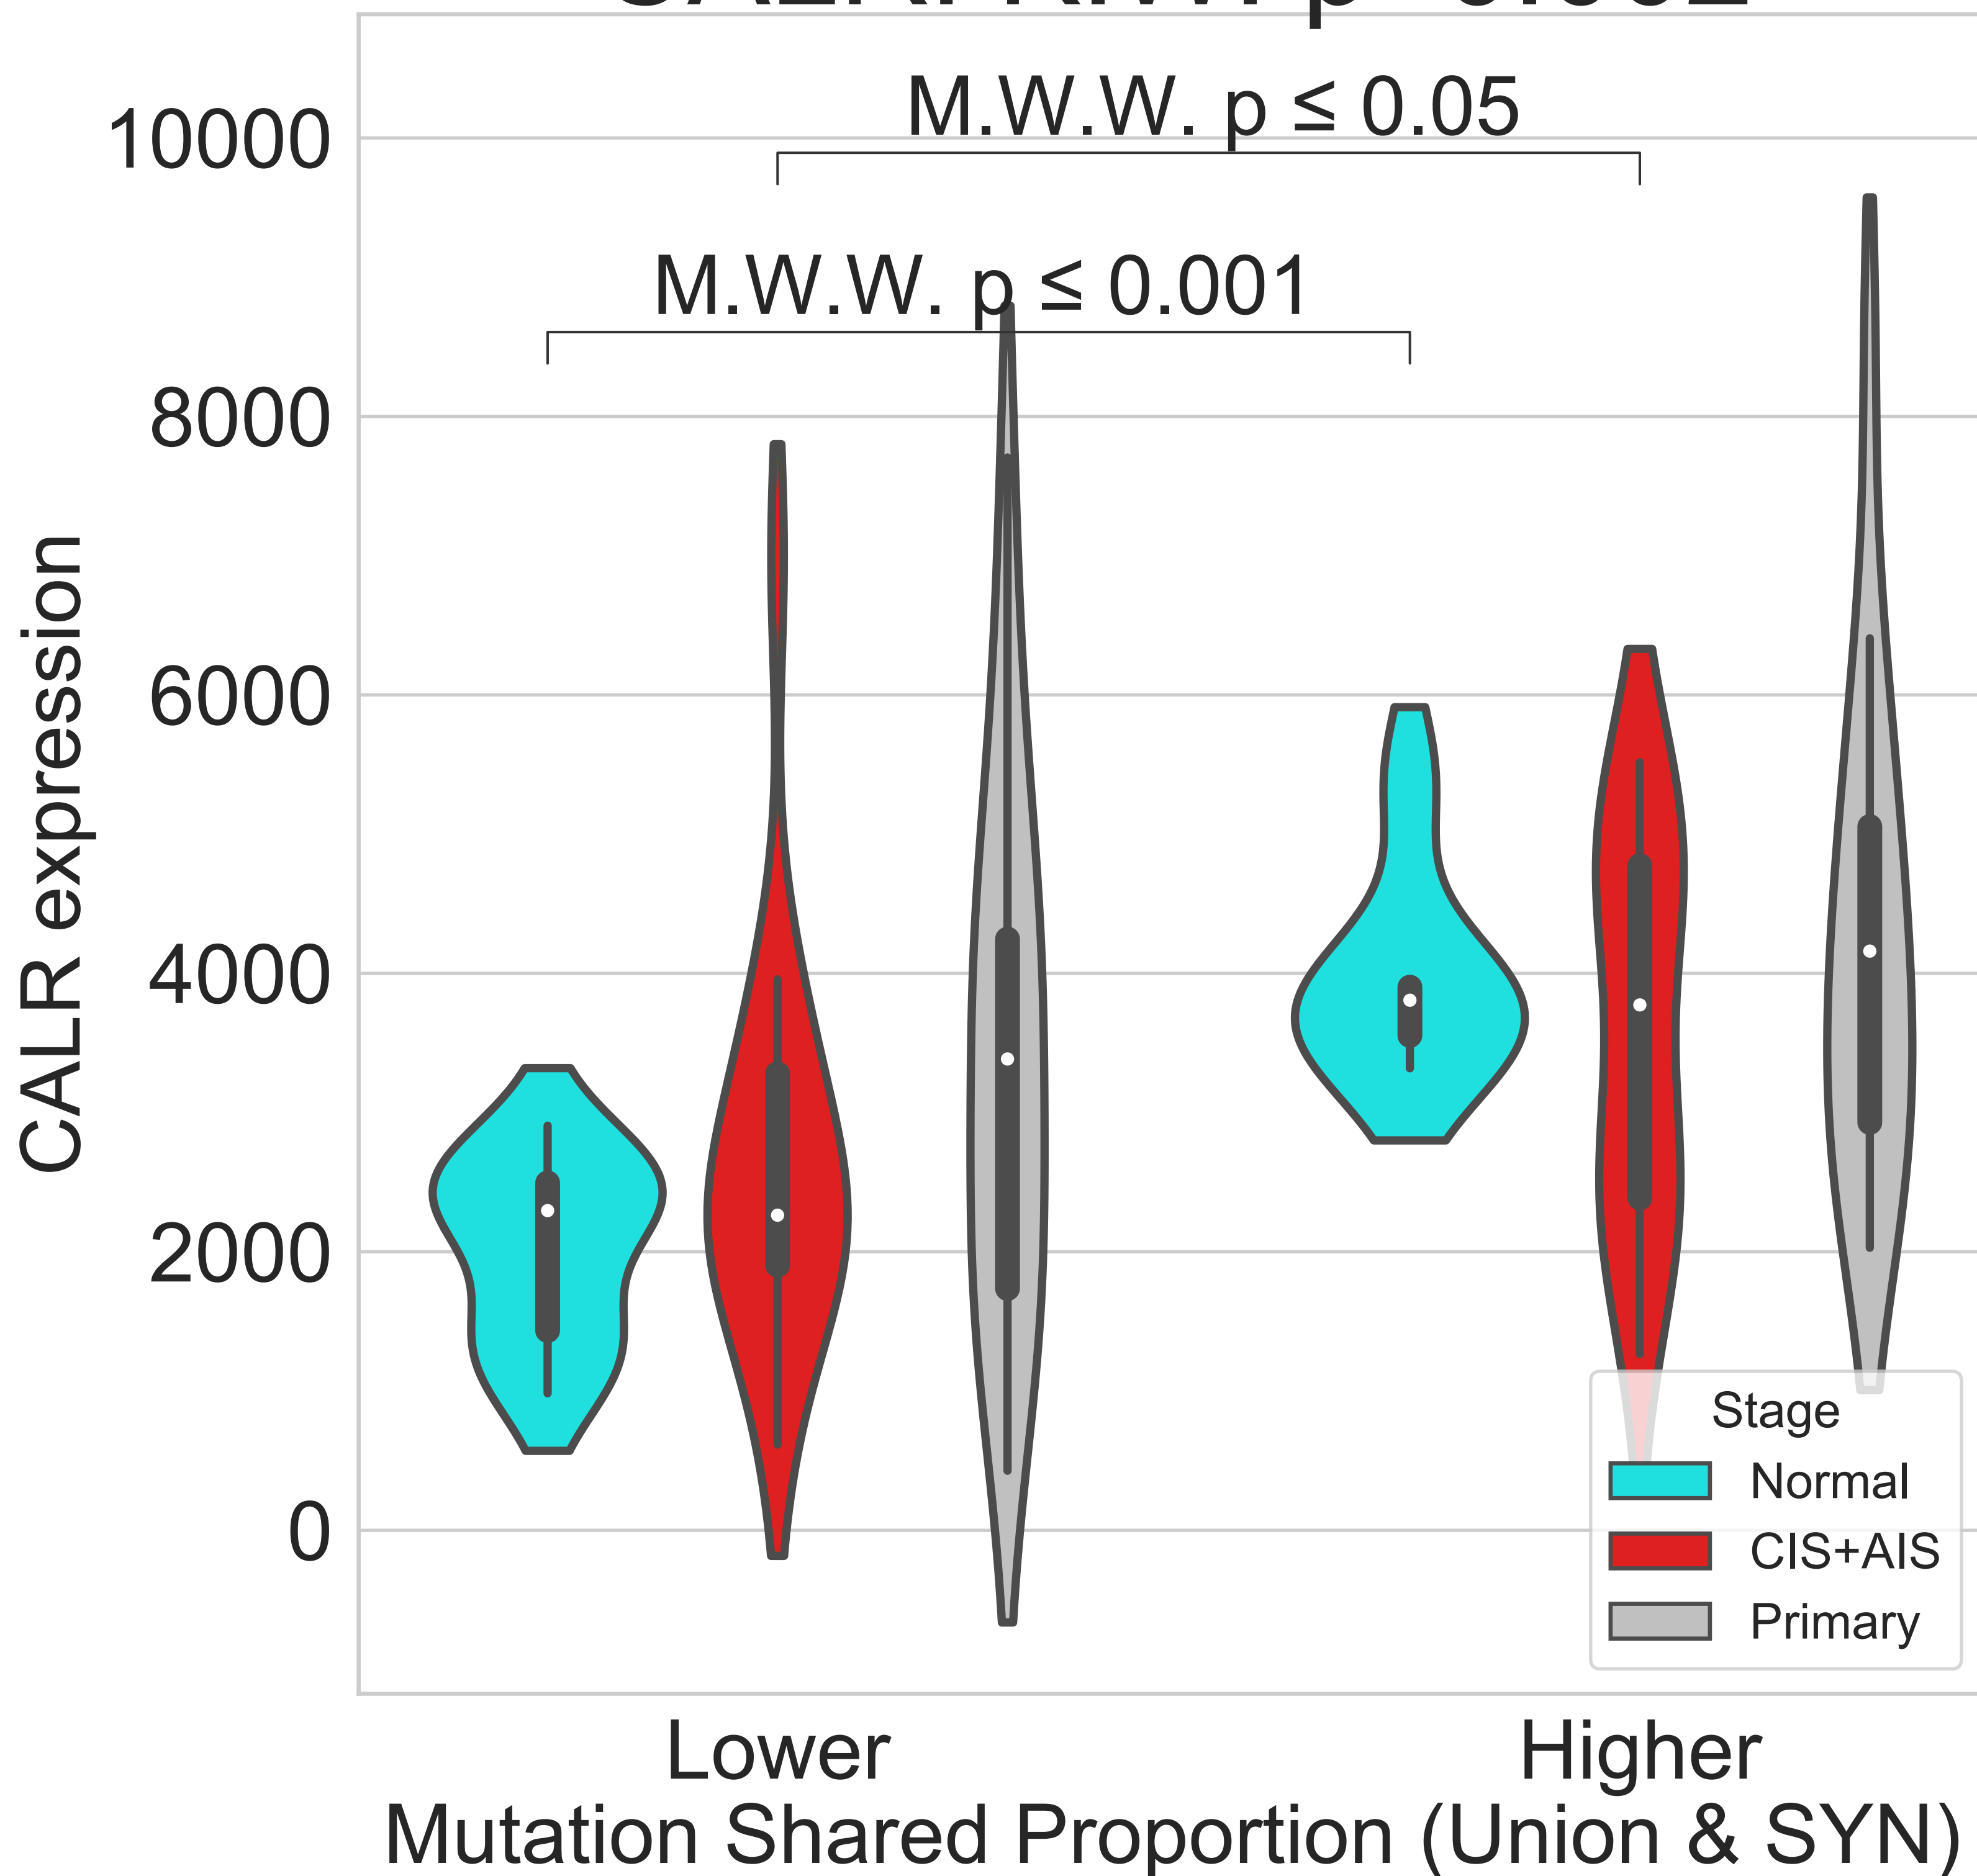 M.W.W. p ≤ 0.05
M.W.W. p ≤ 0.001
10000
8000
6000
4000
2000
0
CALR expression
Stage
Normal
CIS+AIS
Primary
Lower
Higher
Mutation Shared Proportion (Union & SYN)